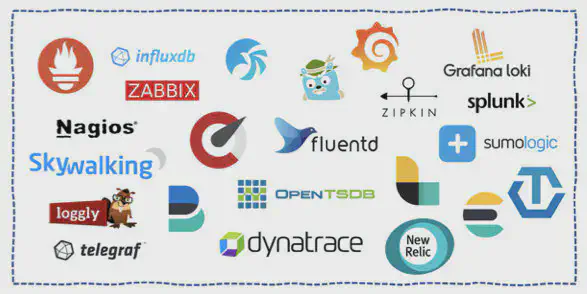 influxdb
ZABBIX
Grafana loki
ZIPKIN
splunk>
Nagios®
fluentd
sumologic
Skywalking
loggly
OPENTSDB
telegraf
dynatrace
New
Relic